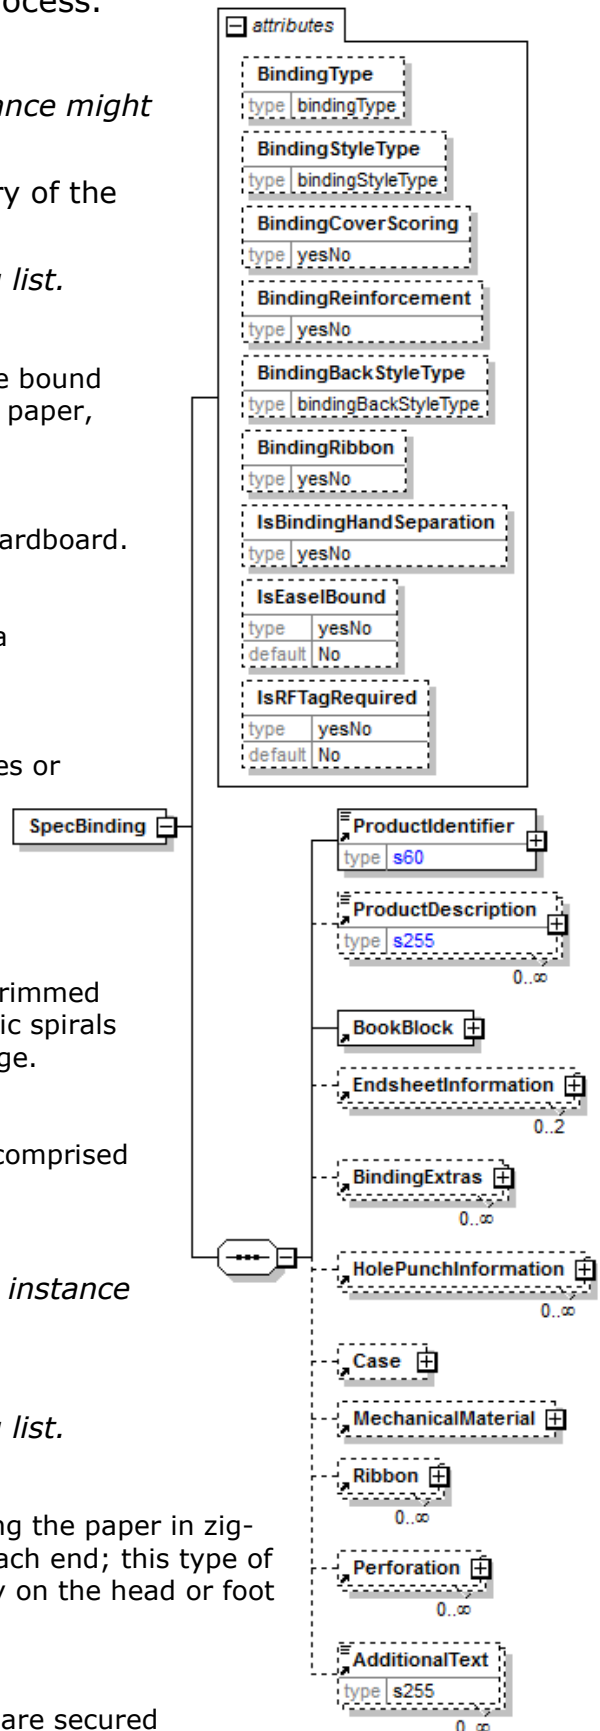 ocess.
ance might
ry of the
list.
e bound
paper,
ardboard.
a
es or
rimmed
ic spirals
ge.
comprised
instance
list.
ng the paper in zig-
ach end; this type of
y on the head or foot
are secured
attributes
BindingType
type bindingType
BindingStyleType
type bindingStyleType
BindingCoverScoring
type yesNo
BindingReinforcement
type yesNo
BindingBackStyleType
type bindingBackStyleType
BindingRibbon
type yesNo
IsBindingHandSeparation
type yesNo
IsEaselBound
type yesNo
default No
IsRFTagRequired
type yesNo
default No
SpecBinding
ProductIdentifier
type s60
ProductDescription
type s255
0..∞
BookBlock
EndsheetInformation
0..2
BindingExtras
0..∞
HolePunchInformation
0..∞
Case
MechanicalMaterial
Ribbon
0..∞
Perforation
0..∞
AdditionalText
type s255
0..∞